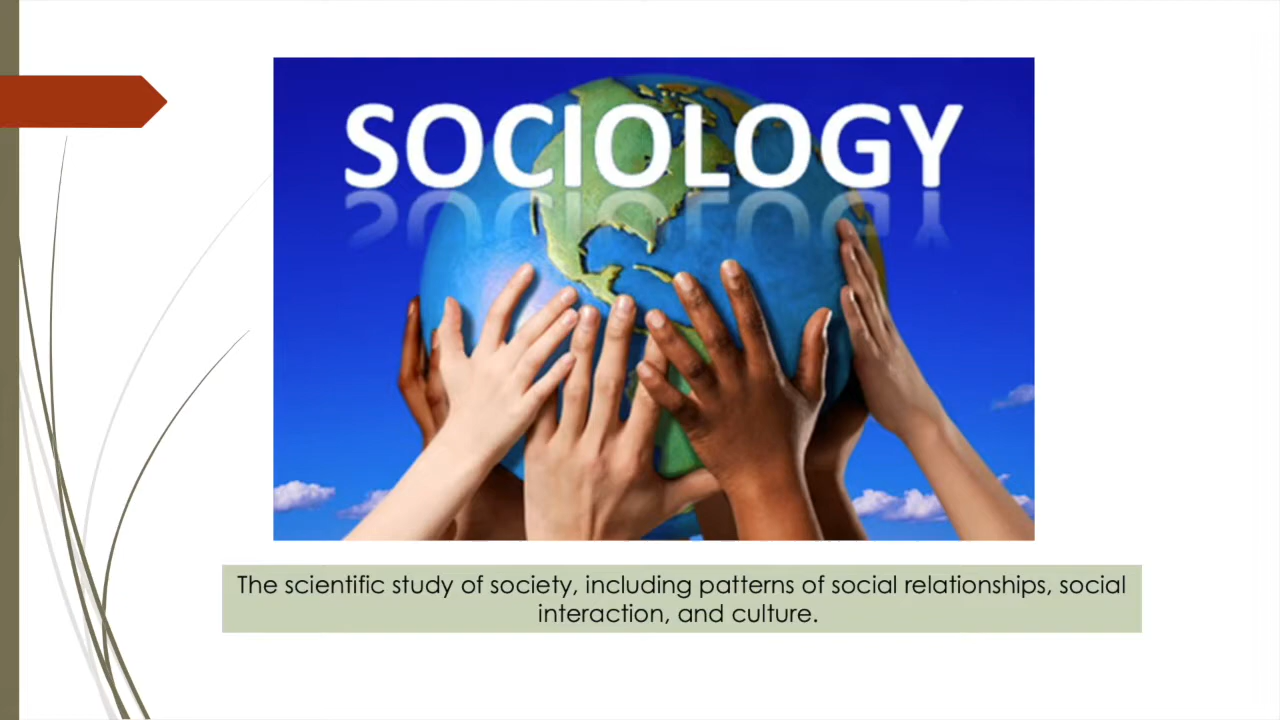 SOCIOLOGY
The scientific study of society, including patterns of social relationships, social
interaction, and culture.